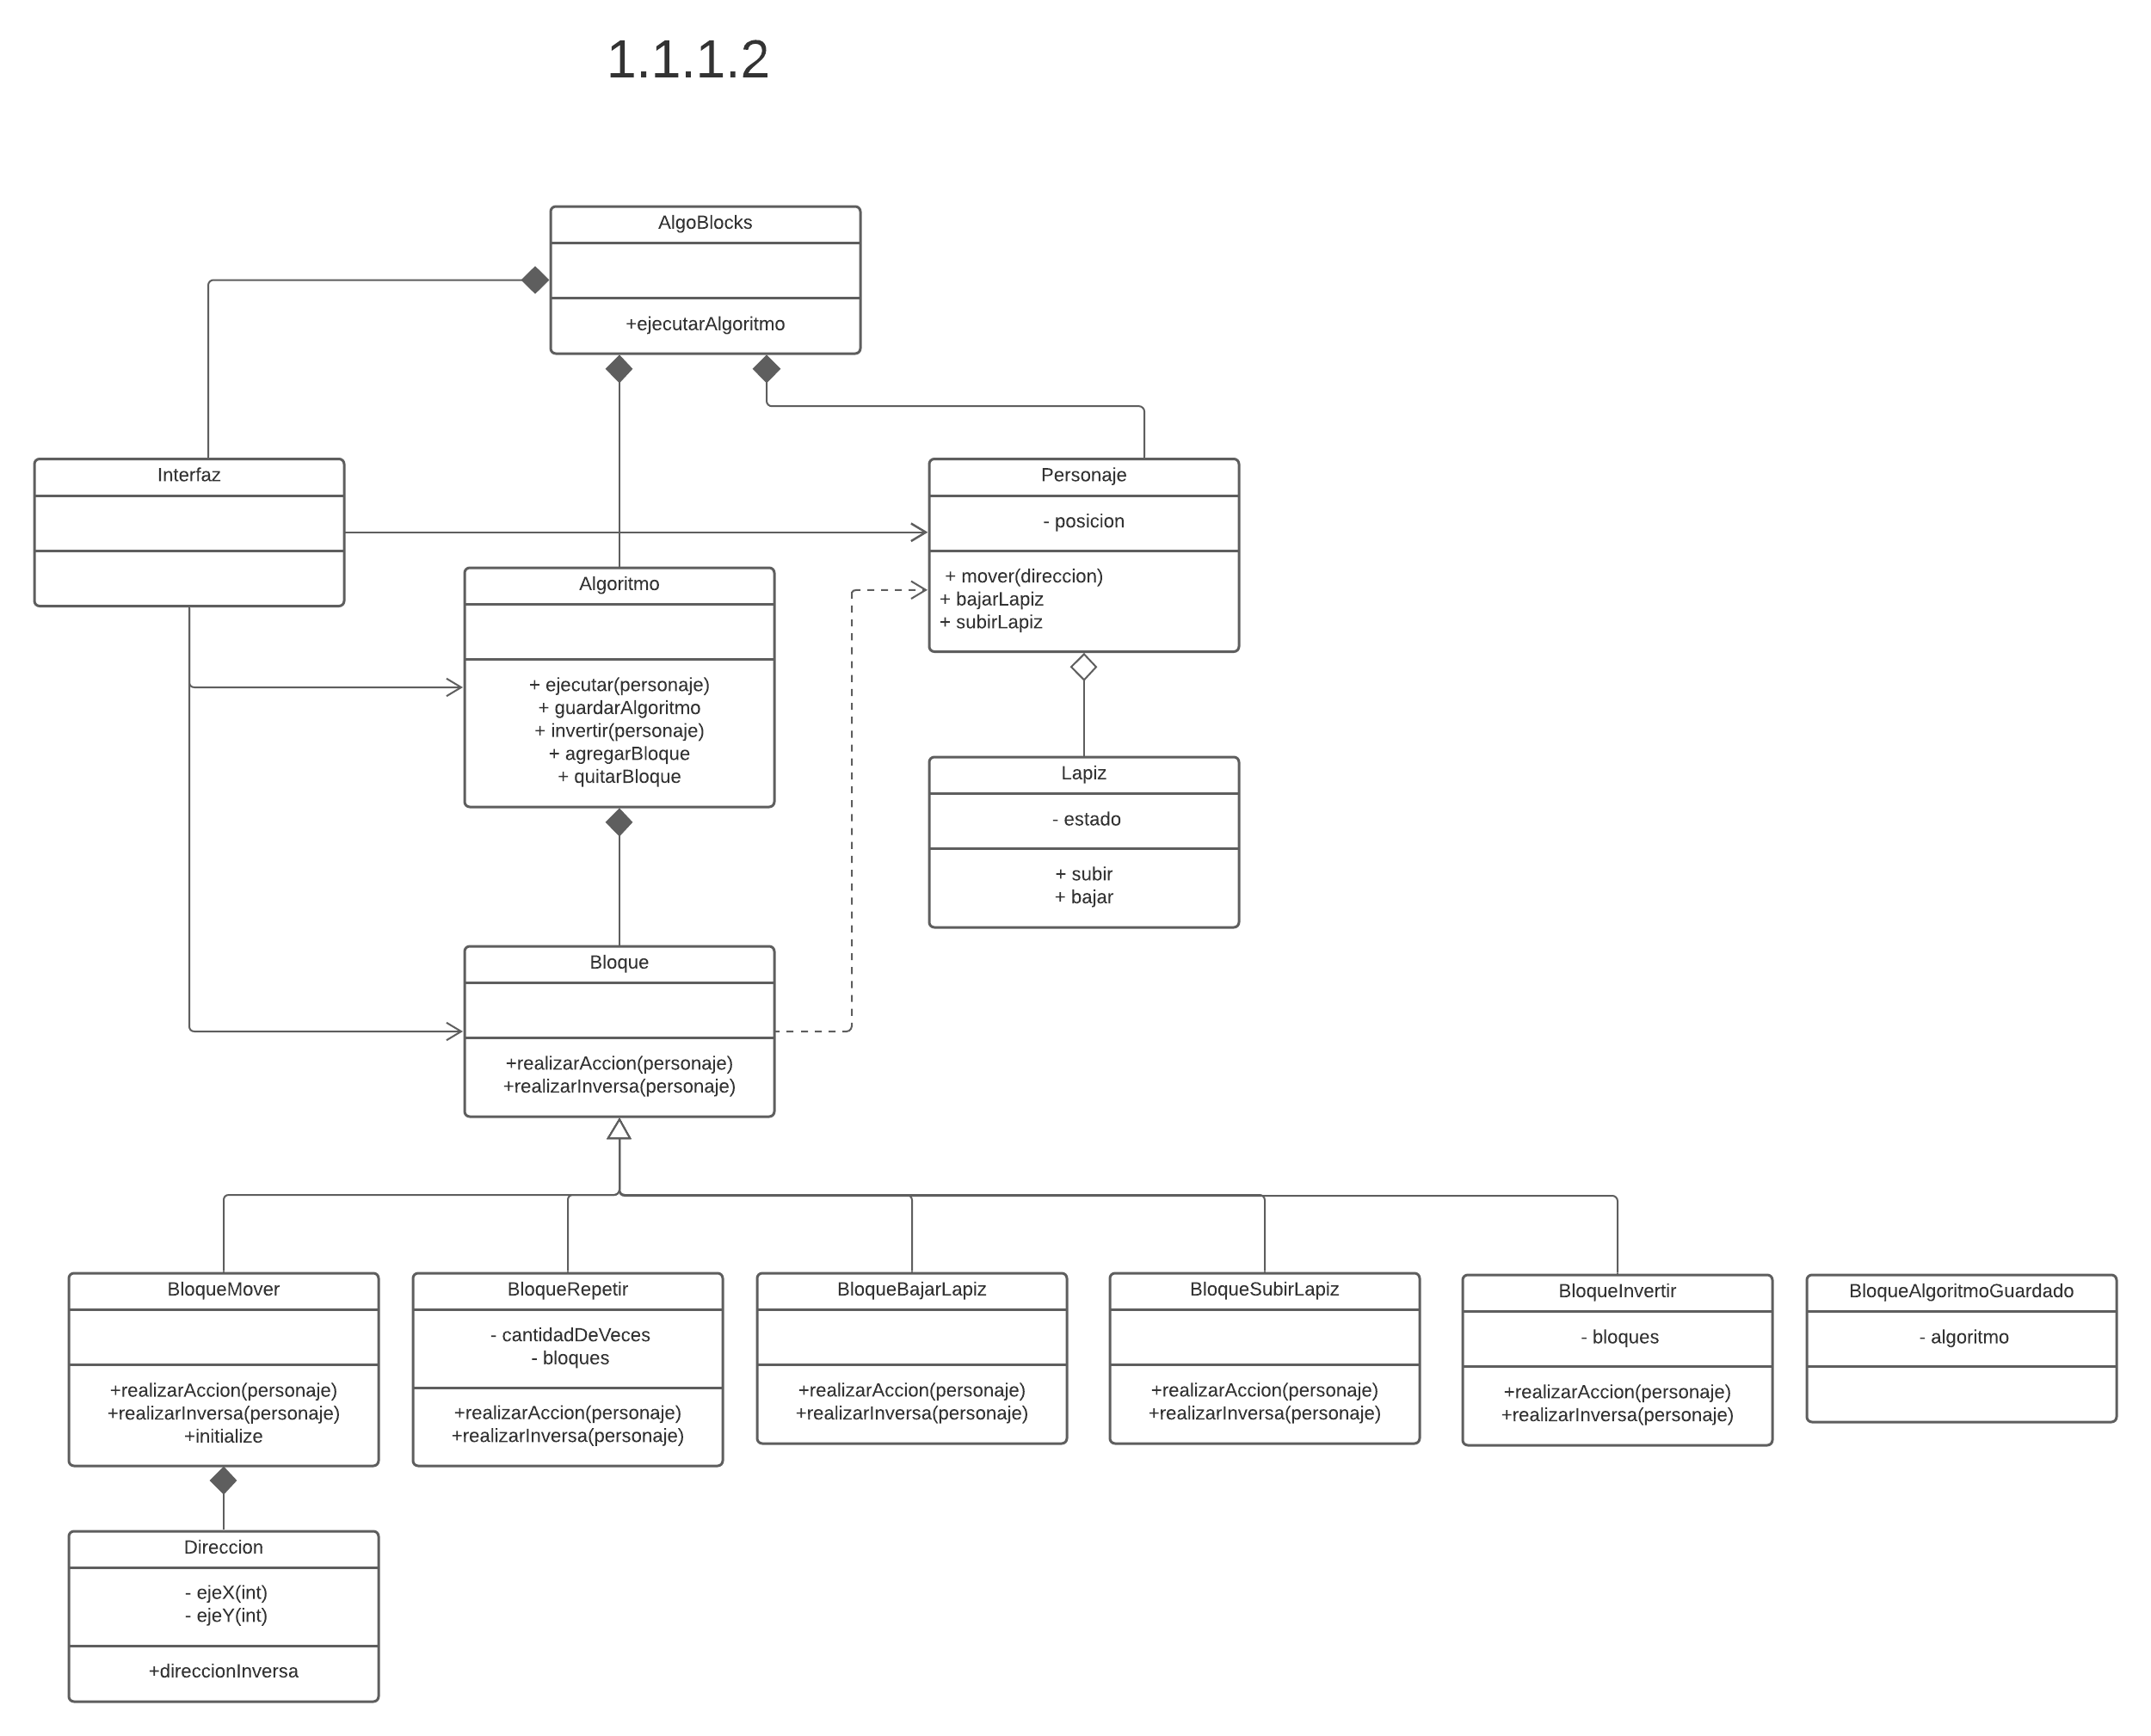 1.1.1.2
AlgoBlocks
+ejecutarAlgoritmo
Interfaz
Personaje
- posicion
+ mover(direccion)
+ bajarLapiz
+ subirLapiz
Algoritmo
+ ejecutar(personaje)
+ guardarAlgoritmo
+ invertir(personaje)
+ agregarBloque
+ quitarBloque
Lapiz
- estado
+ subir
+ bajar
Bloque
+realizarAccion(personaje)
+realizarInversa(personaje)
BloqueMover
+realizarAccion(personaje)
+realizarInversa(personaje)
+initialize
BloqueRepetir
- cantidadDeVeces
- bloques
+realizarAccion(personaje)
+realizarInversa(personaje)
BloqueBajarLapiz
+realizarAccion(personaje)
+realizarInversa(personaje)
BloqueSubirLapiz
+realizarAccion(personaje)
+realizarInversa(personaje)
BloqueInvertir
- bloques
+realizarAccion(personaje)
+realizarInversa(personaje)
BloqueAlgoritmoGuardado
- algoritmo
Direccion
- ejeX(int)
- ejeY(int)
+direccionInversa